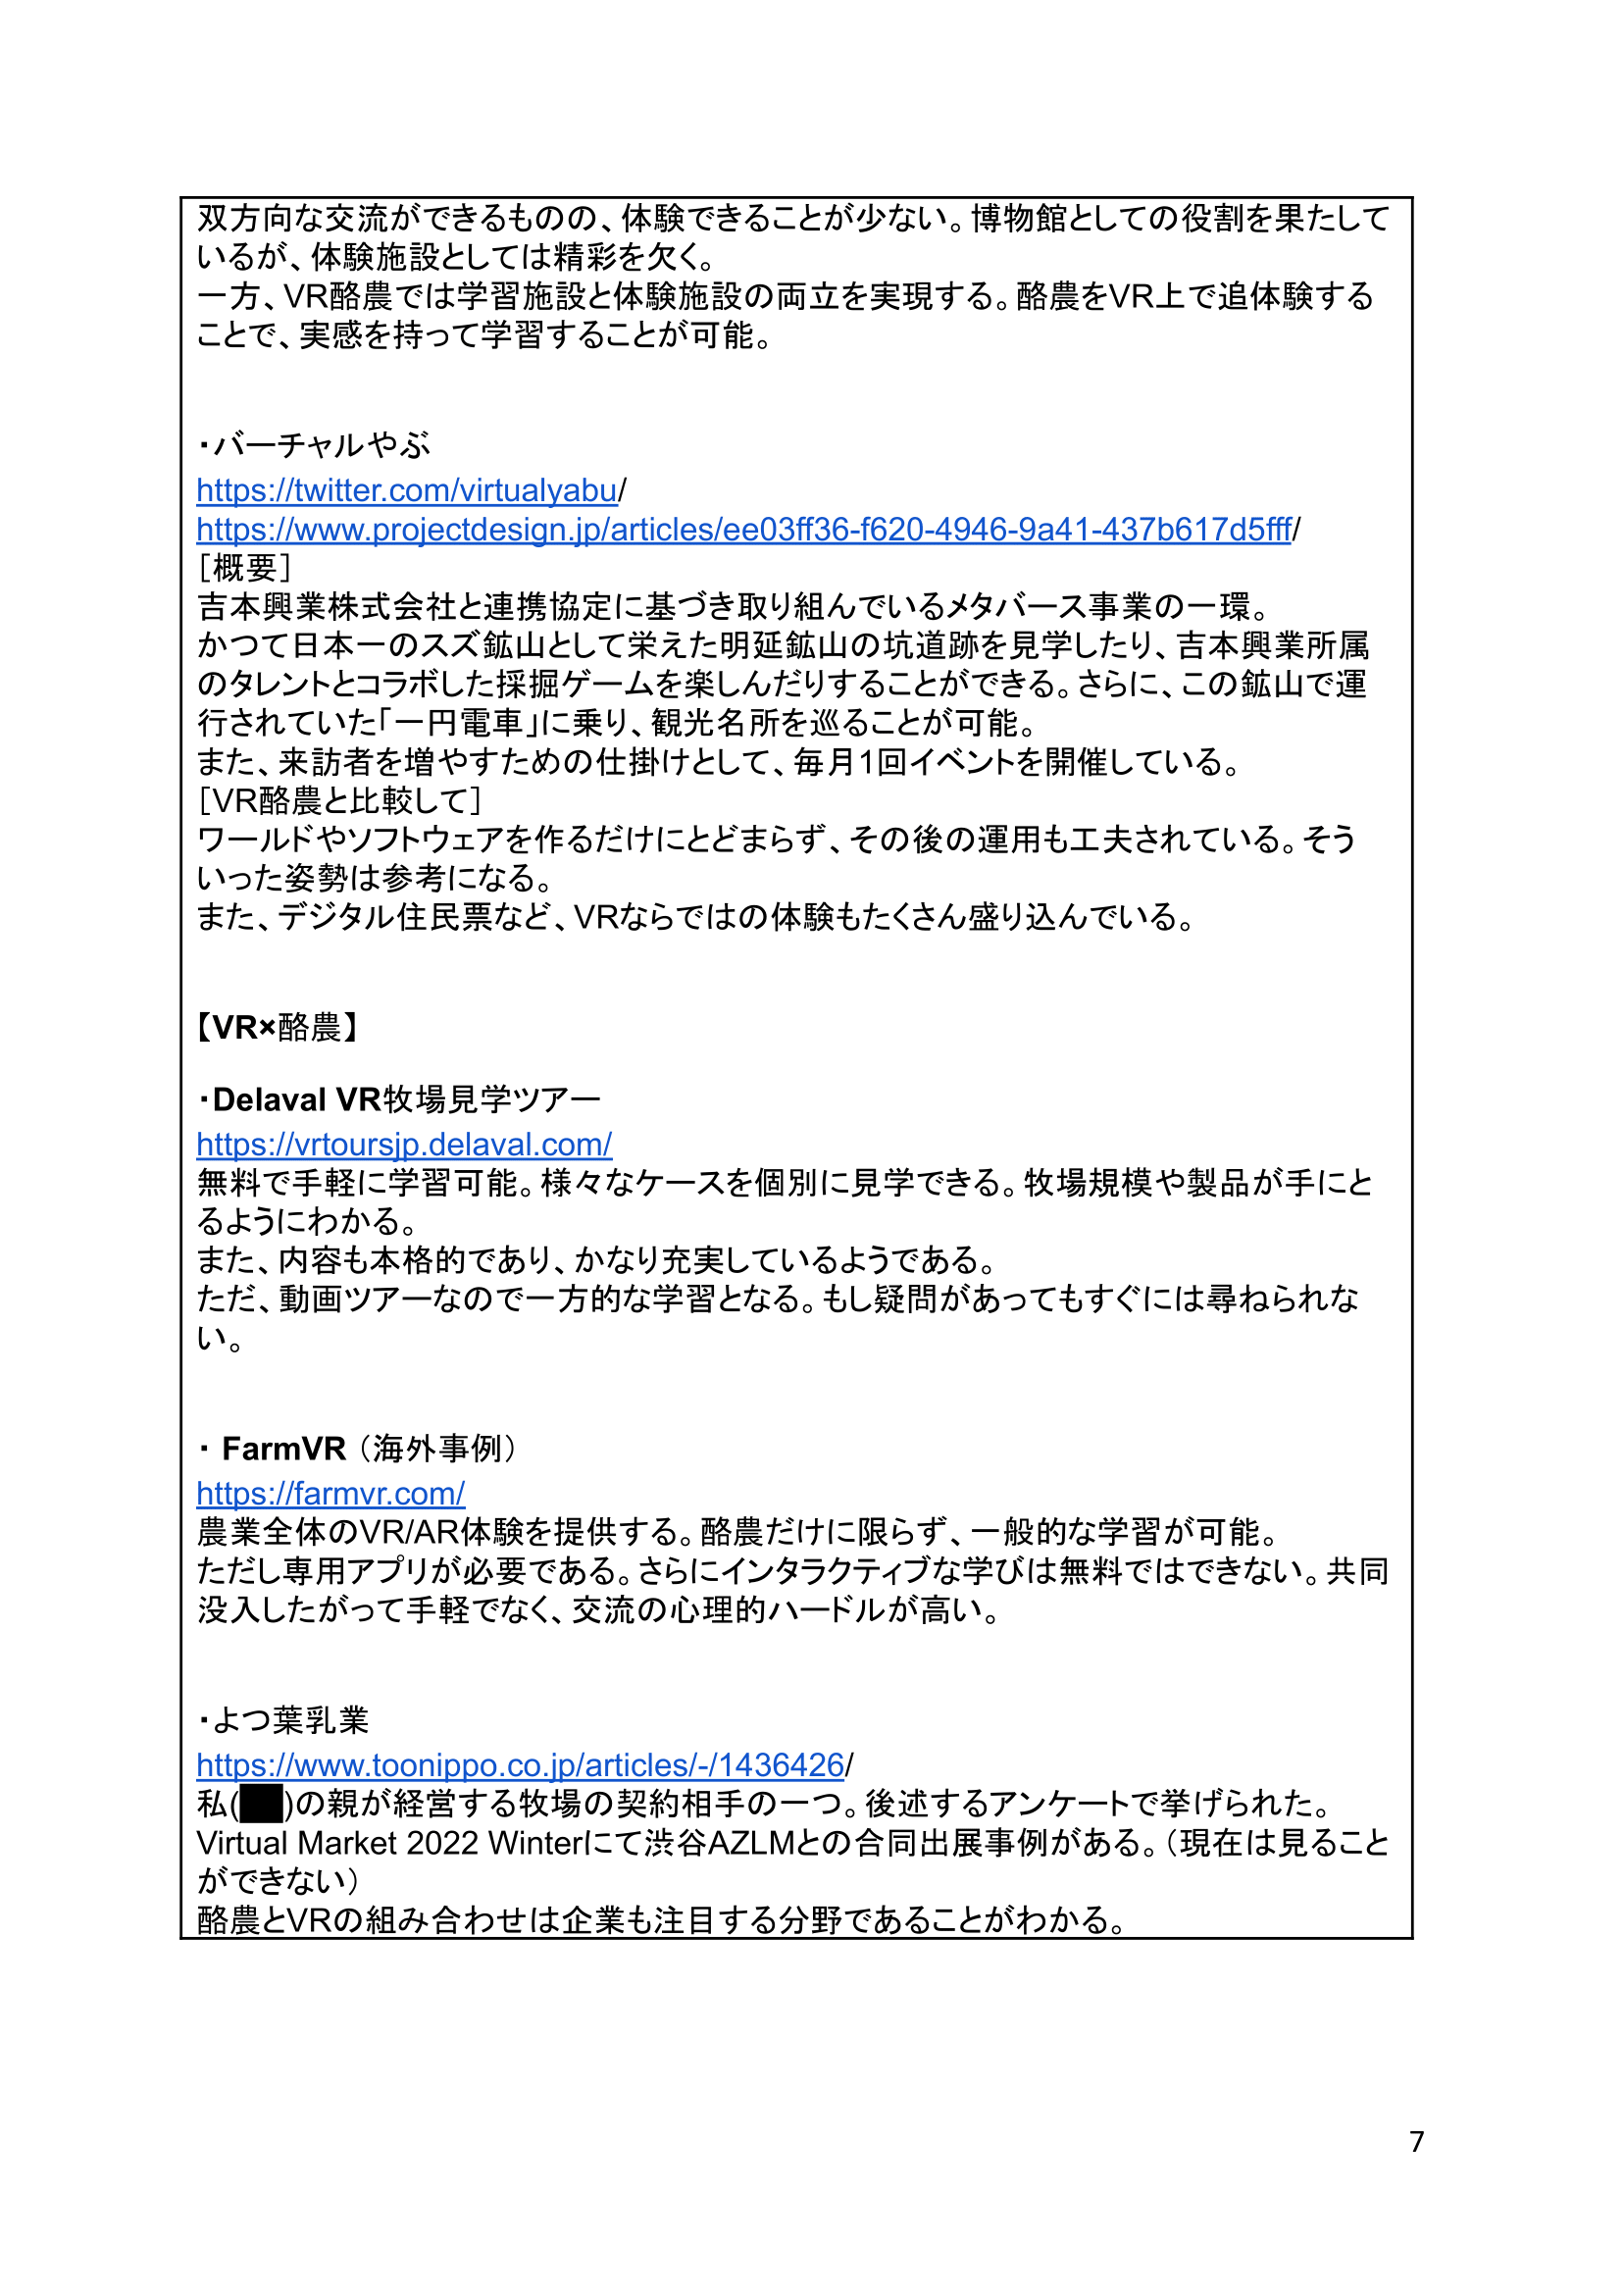 双方向な交流ができるものの、体験できることが少ない。博物館としての役割を果たして
いるが、体験施設としては精彩を欠く。
一方、VR酪農では学習施設と体験施設の両立を実現する。酪農をVR上で追体験する
ことで、実感を持って学習することが可能。
・バーチャルやぶ
https://twitter.com/virtualyabu/
https://www.projectdesign.jp/articles/ee03ff36-f620-4946-9a41-437b617d5fff/
［概要］
吉本興業株式会社と連携協定に基づき取り組んでいるメタバース事業の一環。
かつて日本一のスズ鉱山として栄えた明延鉱山の坑道跡を見学したり、吉本興業所属
のタレントとコラボした採掘ゲームを楽しんだりすることができる。さらに、この鉱山で運
行されていた「一円電車」に乗り、観光名所を巡ることが可能。
また、来訪者を増やすための仕掛けとして、毎月1回イベントを開催している。
［VR酪農と比較して］
ワールドやソフトウェアを作るだけにとどまらず、その後の運用も工夫されている。そう
いった姿勢は参考になる。
また、デジタル住民票など、VRならではの体験もたくさん盛り込んでいる。
【VR×酪農】
・Delaval VR牧場見学ツアー
https://vrtoursjp.delaval.com/
無料で手軽に学習可能。様々なケースを個別に見学できる。牧場規模や製品が手にと
るようにわかる。
また、内容も本格的であり、かなり充実しているようである。
ただ、動画ツアーなので一方的な学習となる。もし疑問があってもすぐには尋ねられな
い。
・ FarmVR（海外事例）
https://farmvr.com/
農業全体のVR/AR体験を提供する。酪農だけに限らず、一般的な学習が可能。
ただし専用アプリが必要である。さらにインタラクティブな学びは無料ではできない。共同
没入したがって手軽でなく、交流の心理的ハードルが高い。
・よつ葉乳業
https://www.toonippo.co.jp/articles/-/1436426/
私( )の親が経営する牧場の契約相手の一つ。後述するアンケートで挙げられた。
Virtual Market 2022 Winterにて渋谷AZLMとの合同出展事例がある。（現在は見ること
ができない）
酪農とVRの組み合わせは企業も注目する分野であることがわかる。
7